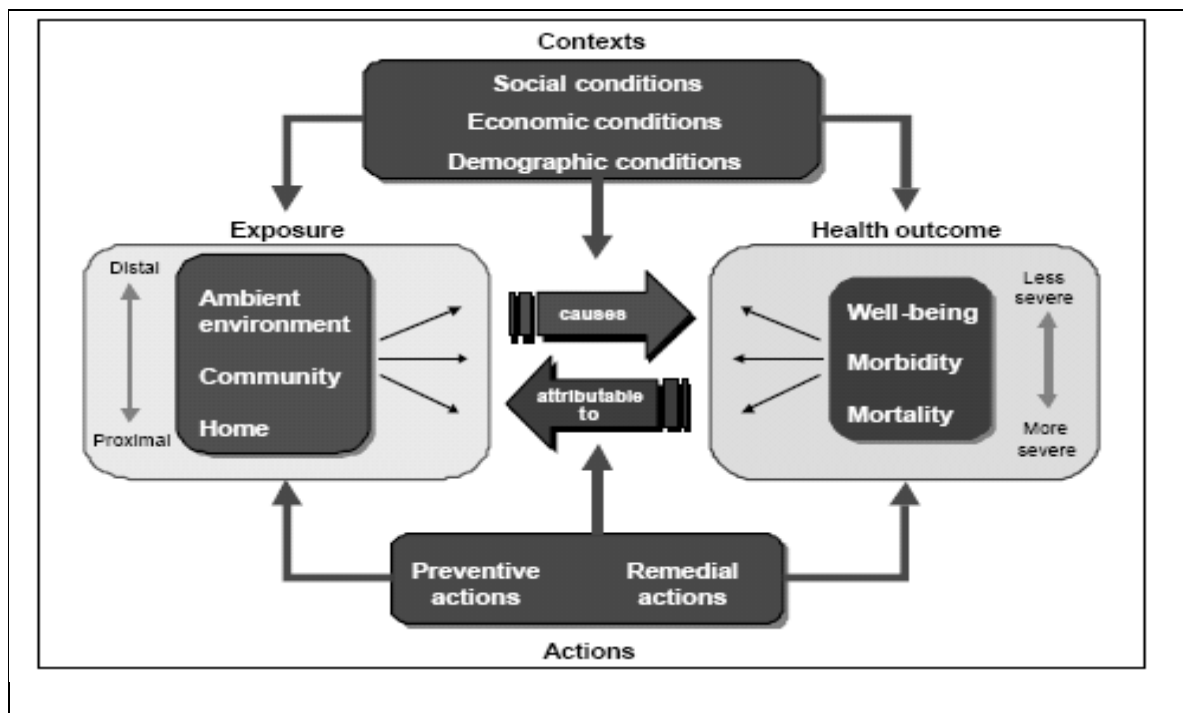 Contexts
Social conditions
Economic conditions
Demographic conditions
Exposure
Distal
Proximal
Ambient
environment
Community
Home
causes
attributable
to
Health outcome
Well-being
Morbidity
Mortality
Less
severe
More
severe
Preventive
actions
Remedial
actions
Actions